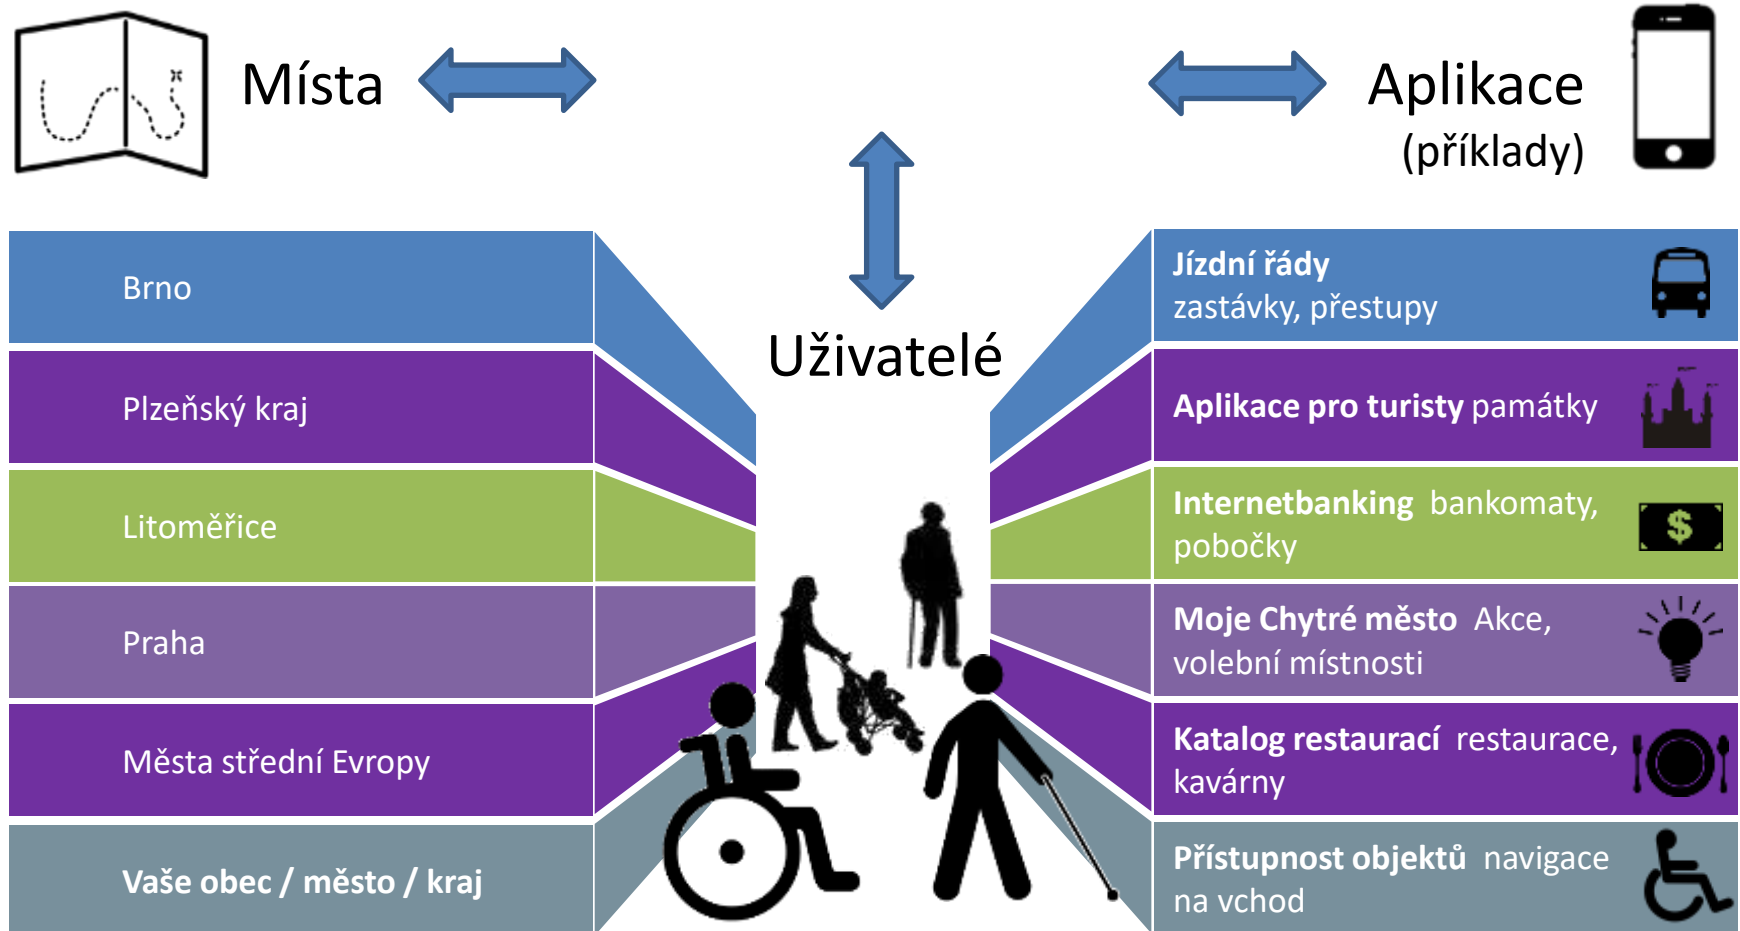 Místa
Aplikace
(příklady)
Uživatelé
Brno
Plzeňský kraj
Litoměřice
Praha
Města střední Evropy
Vaše obec / město / kraj
Jízdní řády
zastávky, přestupy
Aplikace pro turisty památky
Internetbanking bankomaty,
pobočky
$
Moje Chytré město Akce,
volební místnosti
Katalog restaurací restaurace,
kavárny
Přístupnost objektů navigace
na vchod